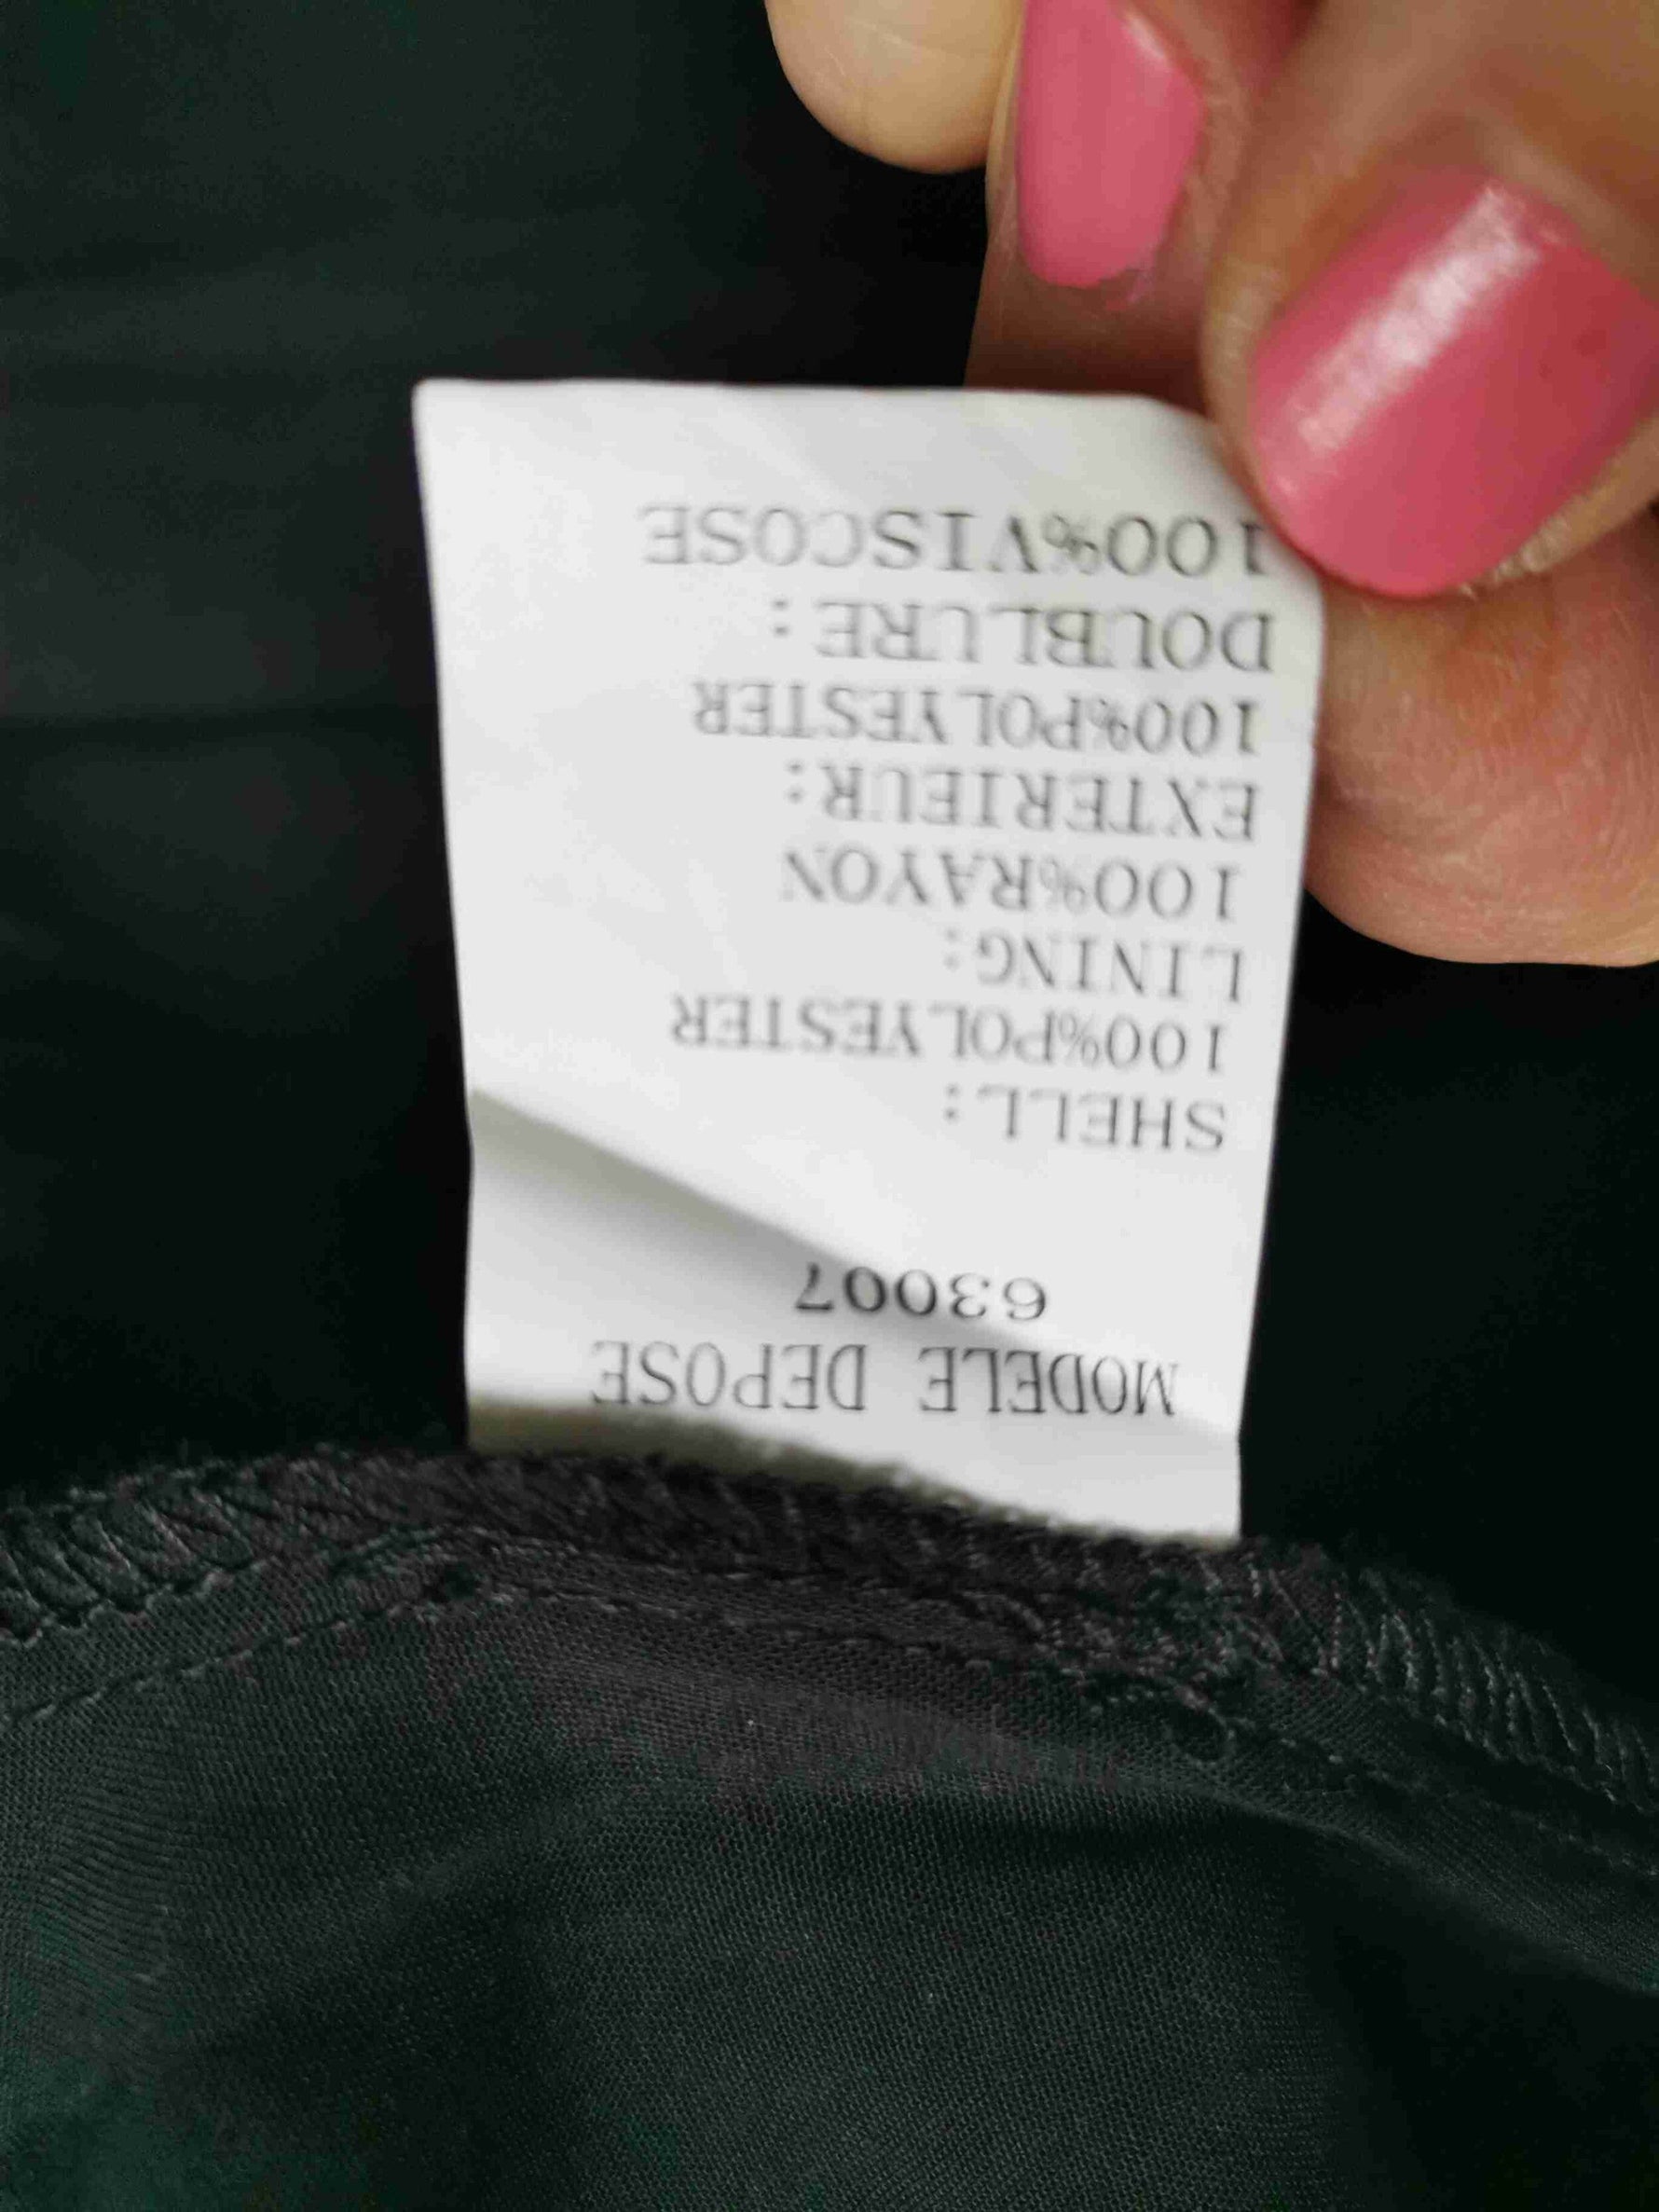 MODELE DEPOSE
63007
SHELL:
100%POLYESTER
LINING:
100%RAYON
EXTERIEUR:
100%POLYESTER
DOUBLURE:
100%VISCOSE